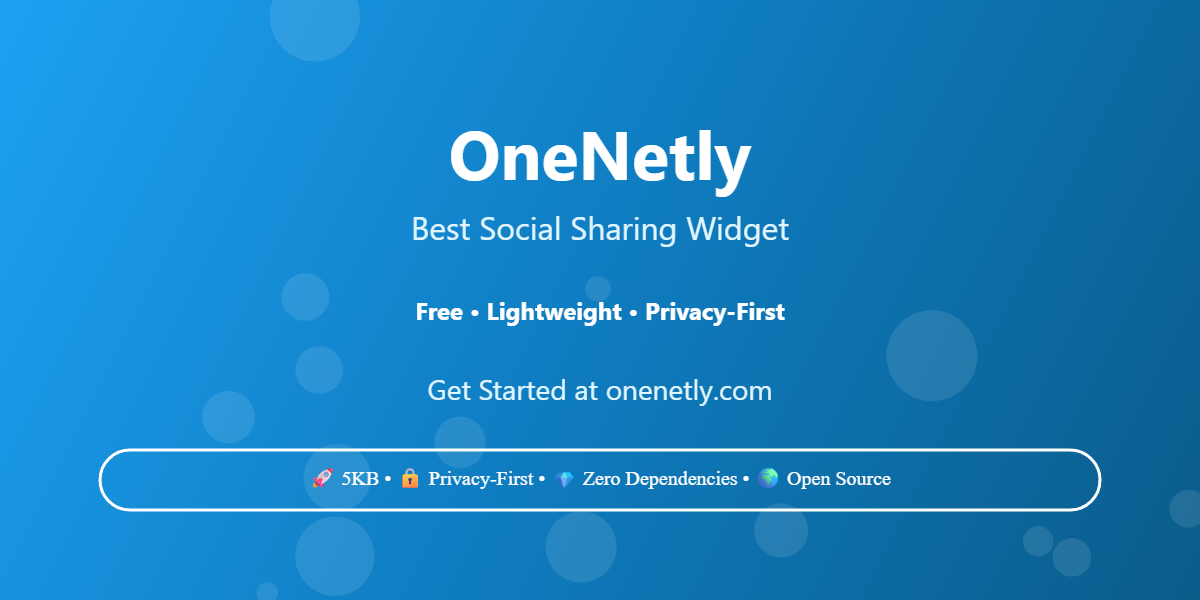 OneNetly
Best Social Sharing Widget
Free • Lightweight • Privacy-First
Get Started at onenetly.com
🚀 5KB • 🔒 Privacy-First • 💎 Zero Dependencies • 🌍 Open Source